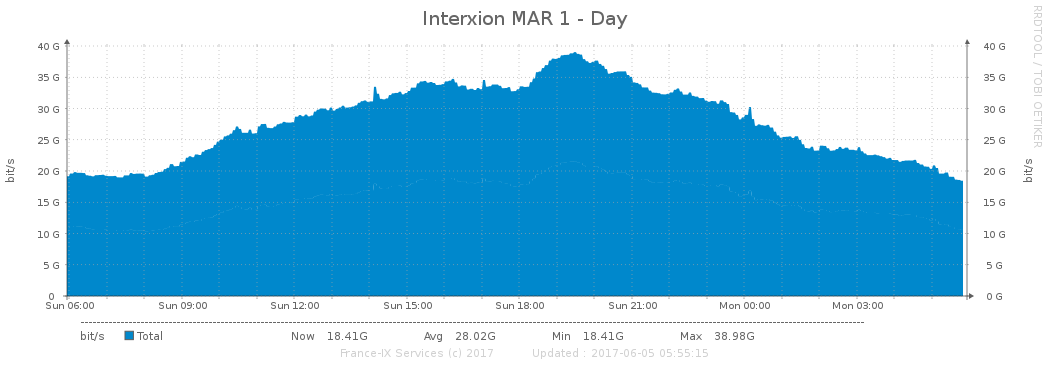 Interxion MAR 1 - Day
RRDTOOL / TOBI OETIKER
bit/s
bit/s
40 G 40 G
35 G 35 G
30 G 30 G
25 G 25 G
20 G 20 G
15 G 15 G
10 G 10 G
5 G 5 G
0 0 G
Sun 06:00 Sun 09:00 Sun 12:00 Sun 15:00 Sun 18:00 Sun 21:00 Mon 00:00 Mon 03:00
bit/s Total Now 18.41G Avg 28.02G Min 18.41G Max 38.98G
France-IX Services (c) 2017 Updated : 2017-06-05 05:55:15